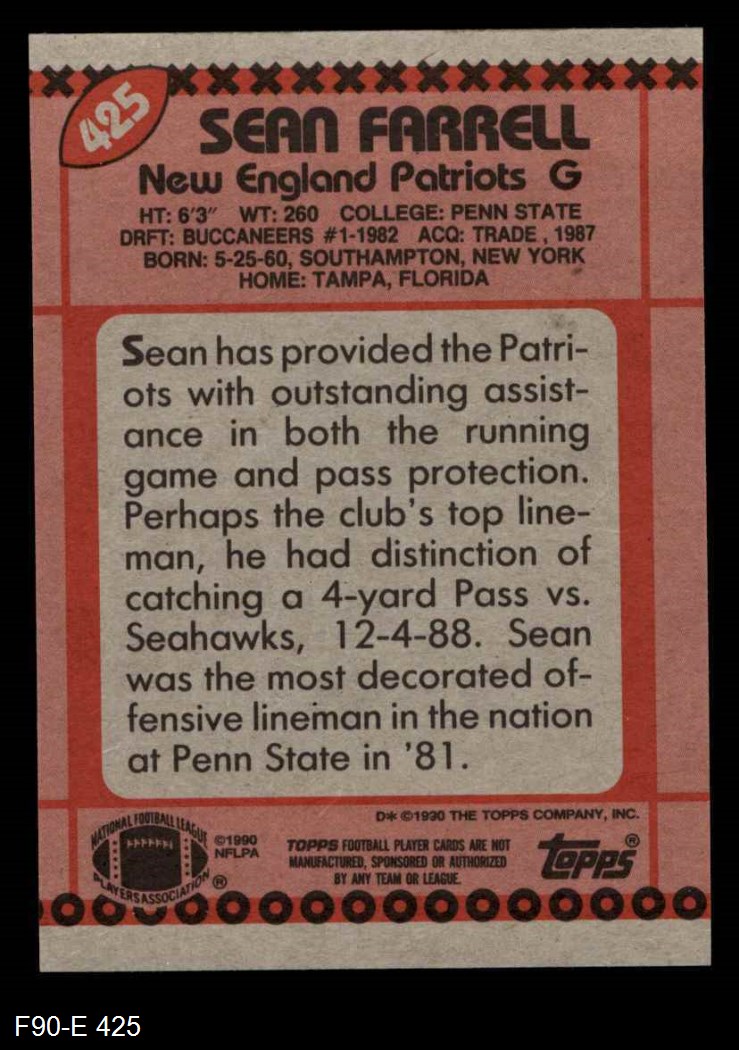 425
SEAN FARRELL
New England Patriots G
HT: 6'3" WT: 260 COLLEGE: PENN STATE
DRFT: BUCCANEERS #1-1982 ACQ: TRADE , 1987
BORN: 5-25-60, SOUTHAMPTON, NEW YORK
HOME: TAMPA, FLORIDA
Sean has provided the Patri-
ots with outstanding assist-
ance in both the running
game and pass protection.
Perhaps the club's top line-
man, he had distinction of
catching a 4-yard Pass vs.
Seahawks, 12-4-88. Sean
was the most decorated of-
fensive lineman in the nation
at Penn State in '81.
D* ©1990 THE TOPPS COMPANY, INC.
NATIONAL FOOTBALL LEAGUE
PLAYERS ASSOCIATION ®
©1990
NFLPA
TOPPS FOOTBALL PLAYER CARDS ARE NOT
MANUFACTURED, SPONSORED OR AUTHORIZED
BY ANY TEAM OR LEAGUE.
topps®
F90-E 425